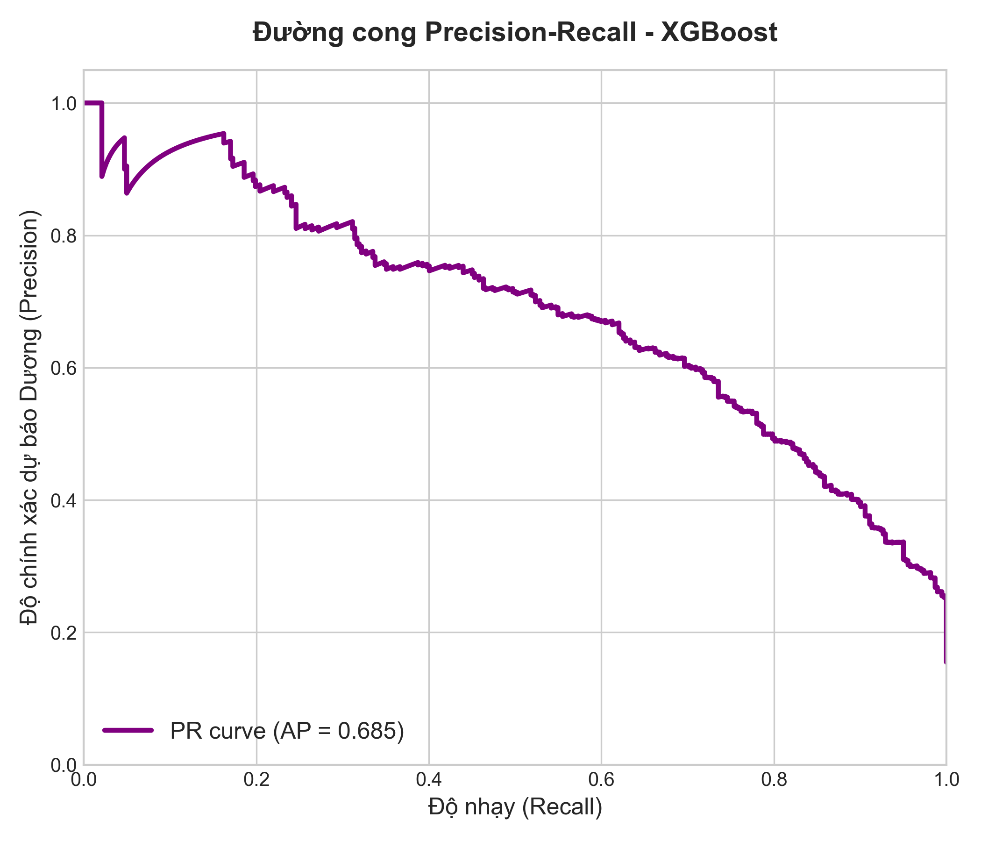 Đường cong Precision-Recall - XGBoost
Độ chính xác dự báo Dương (Precision)
1.0
0.8
0.6
0.4
0.2
0.0
PR curve (AP = 0.685)
0.0 0.2 0.4 0.6 0.8 1.0
Độ nhạy (Recall)